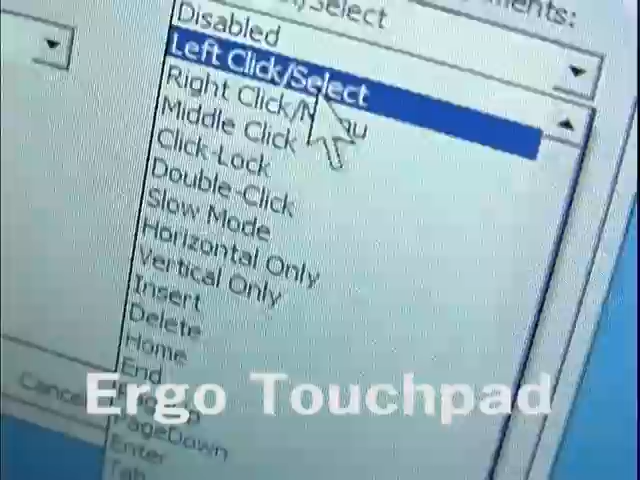 Disabled
Left Click/Select
Right Click/
Middle Click
Click-Lock
Double-Click
Slow Mode
Horizontal Only
Vertical Only
Insert
Delete
Home
End
PageDown
Enter
Tab
Ergo Touchpad